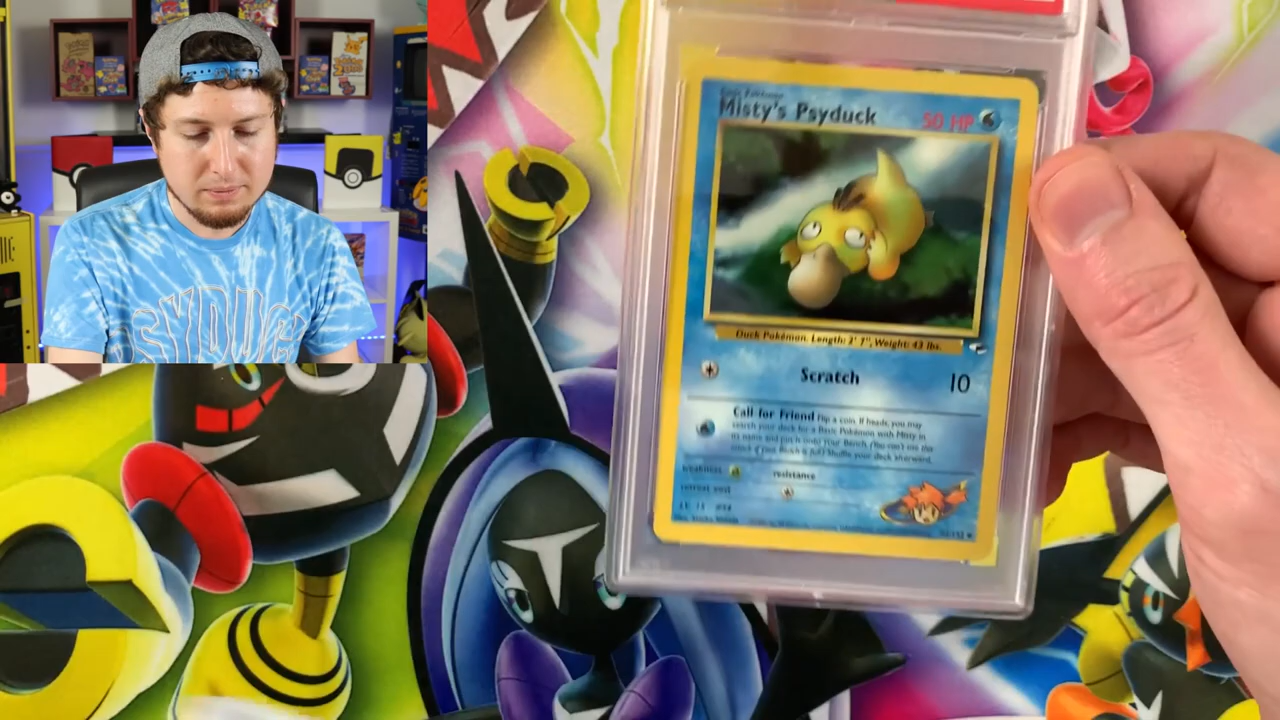 PSYDUCK
Basic Pokémon
Misty's Psyduck 50 HP
Duck Pokémon. Length: 2' 7", Weight: 43 lbs.
Scratch 10
Call for Friend Flip a coin. If heads, you may
search your deck for a Basic Pokémon with Misty in
its name and put it onto your Bench. (You can't use this
attack if your Bench is full.) Shuffle your deck afterward.
weakness resistance
retreat cost